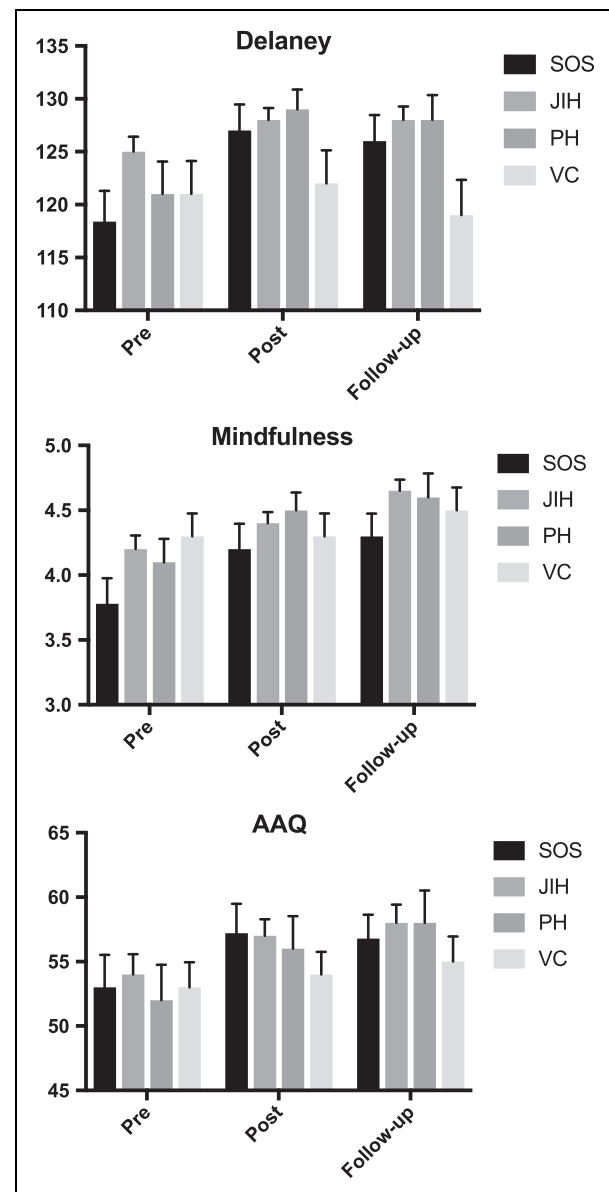 Delaney
135
130
125
120
115
110
Pre
Post
Follow-up
SOS
JIH
PH
VC
Mindfulness
5.0
4.5
4.0
3.5
3.0
Pre
Post
Follow-up
SOS
JIH
PH
VC
AAQ
65
60
55
50
45
Pre
Post
Follow-up
SOS
JIH
PH
VC